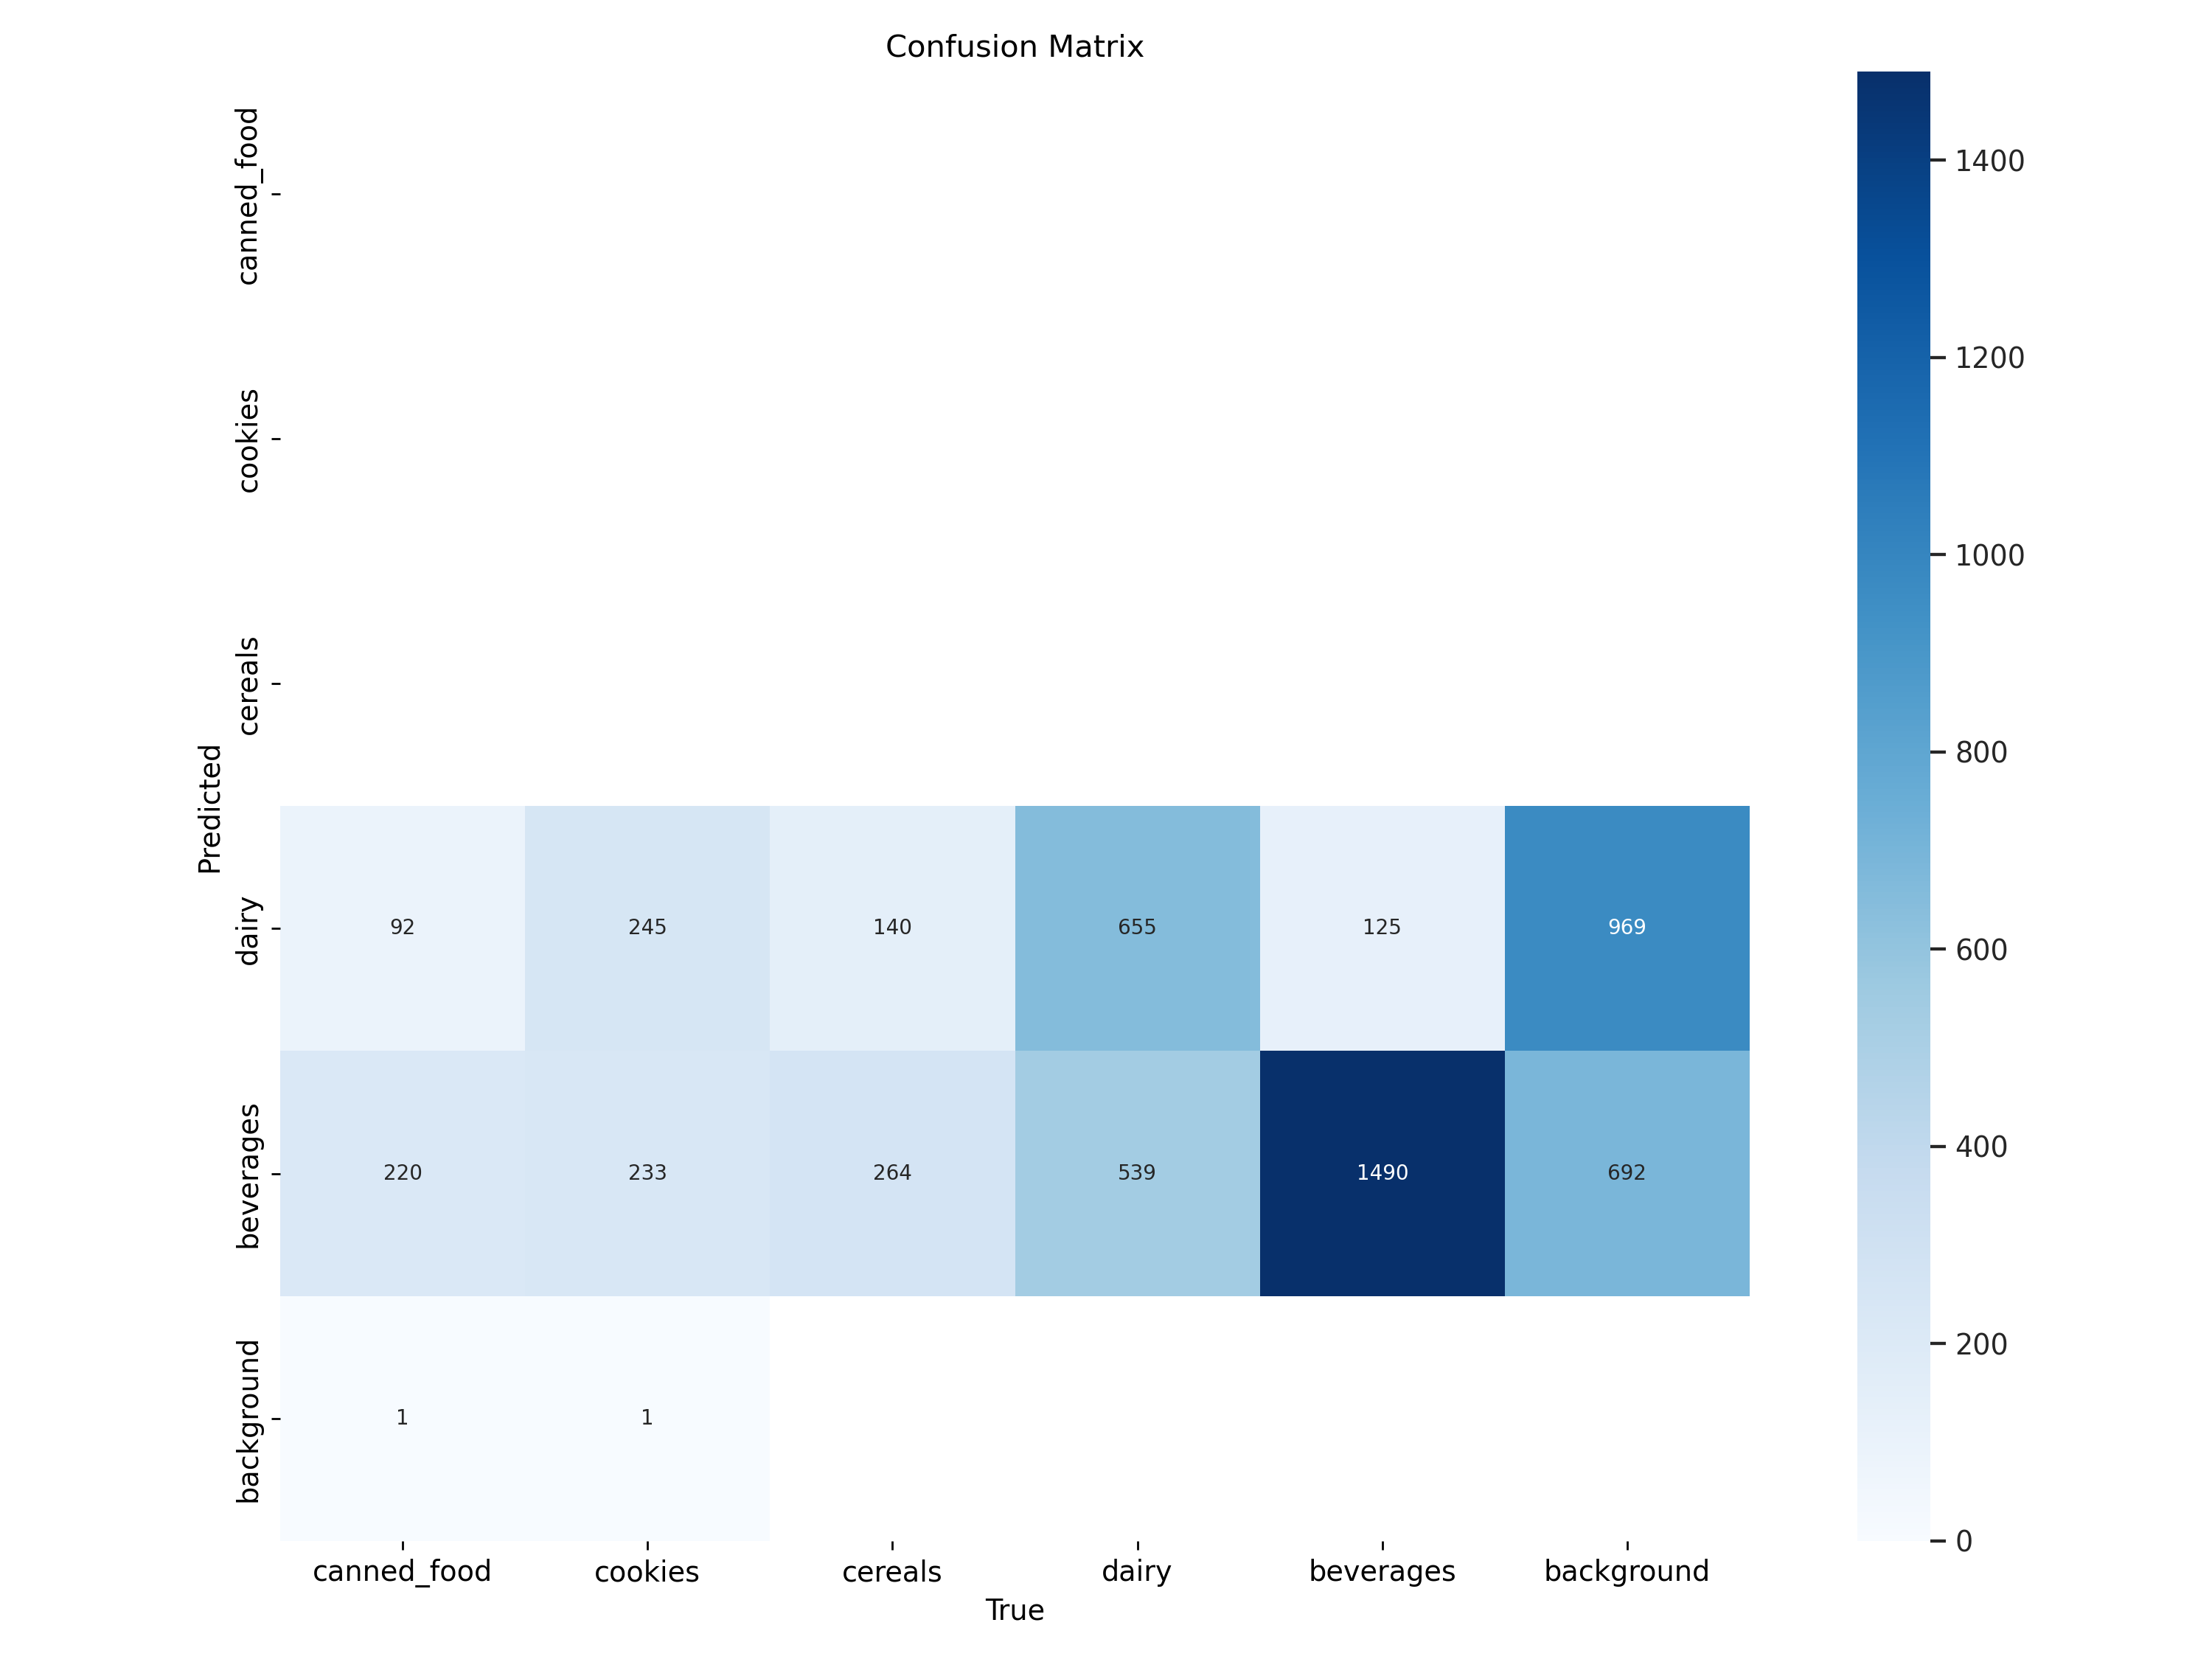 Confusion Matrix
Predicted
canned_food
cookies
cereals
dairy
beverages
background
92 245 140 655 125 969
220 233 264 539 1490 692
1 1
canned_food cookies cereals dairy beverages background
True
1400
1200
1000
800
600
400
200
0